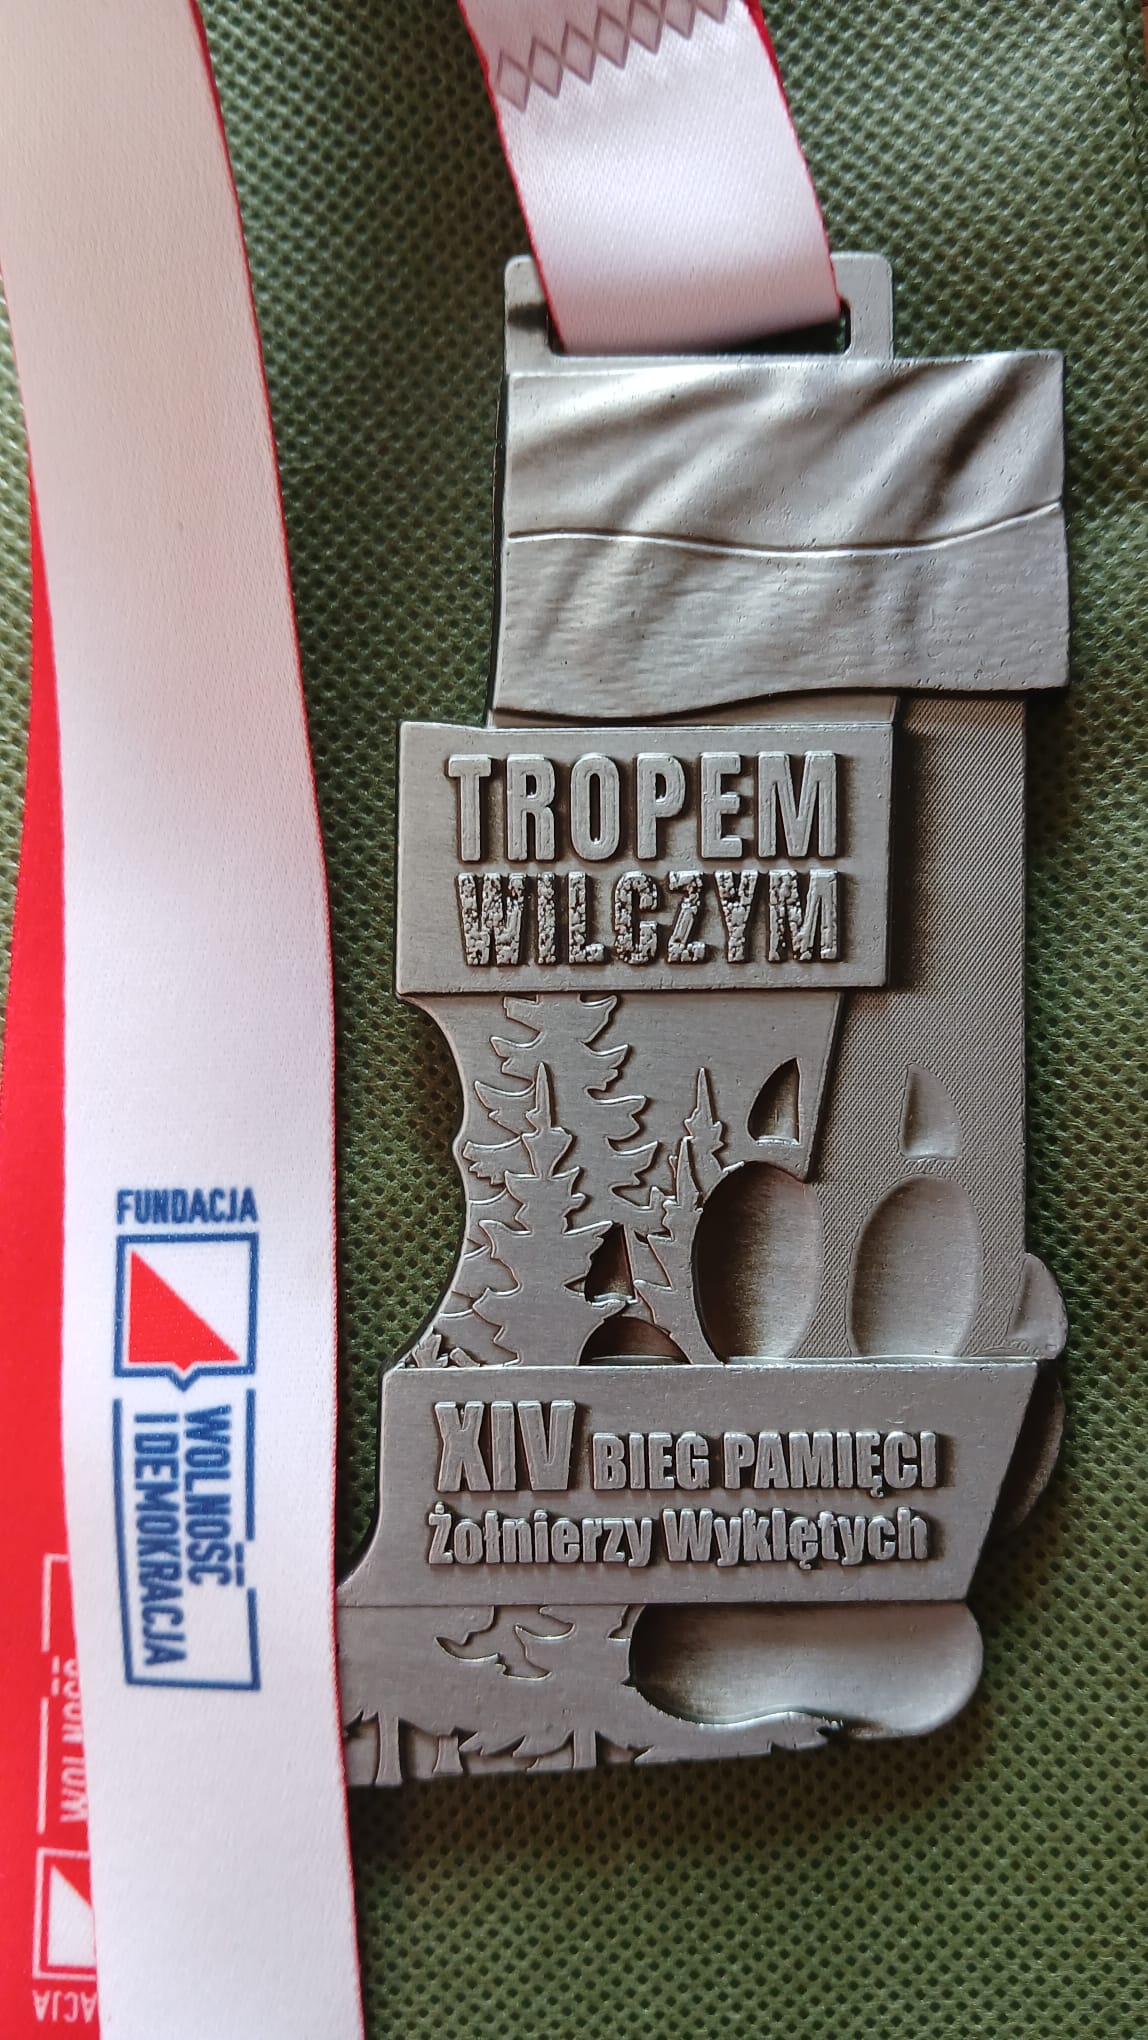 TROPEM
WILCZYM
XIV BIEG PAMIĘCI
Żołnierzy Wyklętych
FUNDACJA
WOLNOŚĆ
I DEMOKRACJA